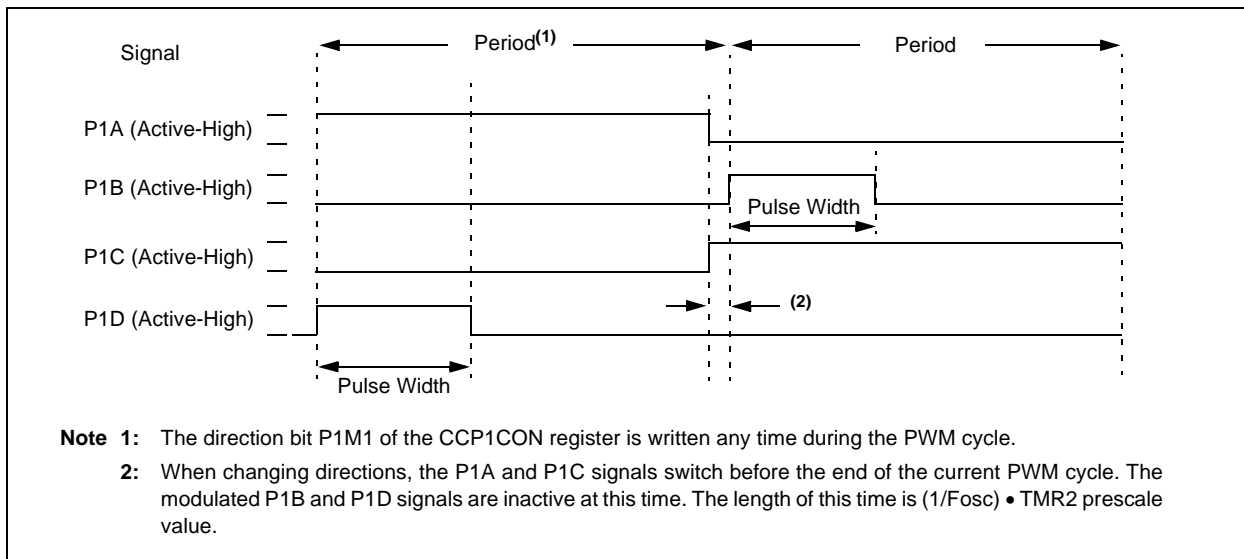 Signal
Period(1)
Period
P1A (Active-High)
P1B (Active-High)
Pulse Width
P1C (Active-High)
(2)
P1D (Active-High)
Pulse Width
Note 1: The direction bit P1M1 of the CCP1CON register is written any time during the PWM cycle.
2: When changing directions, the P1A and P1C signals switch before the end of the current PWM cycle. The
modulated P1B and P1D signals are inactive at this time. The length of this time is (1/Fosc) • TMR2 prescale
value.